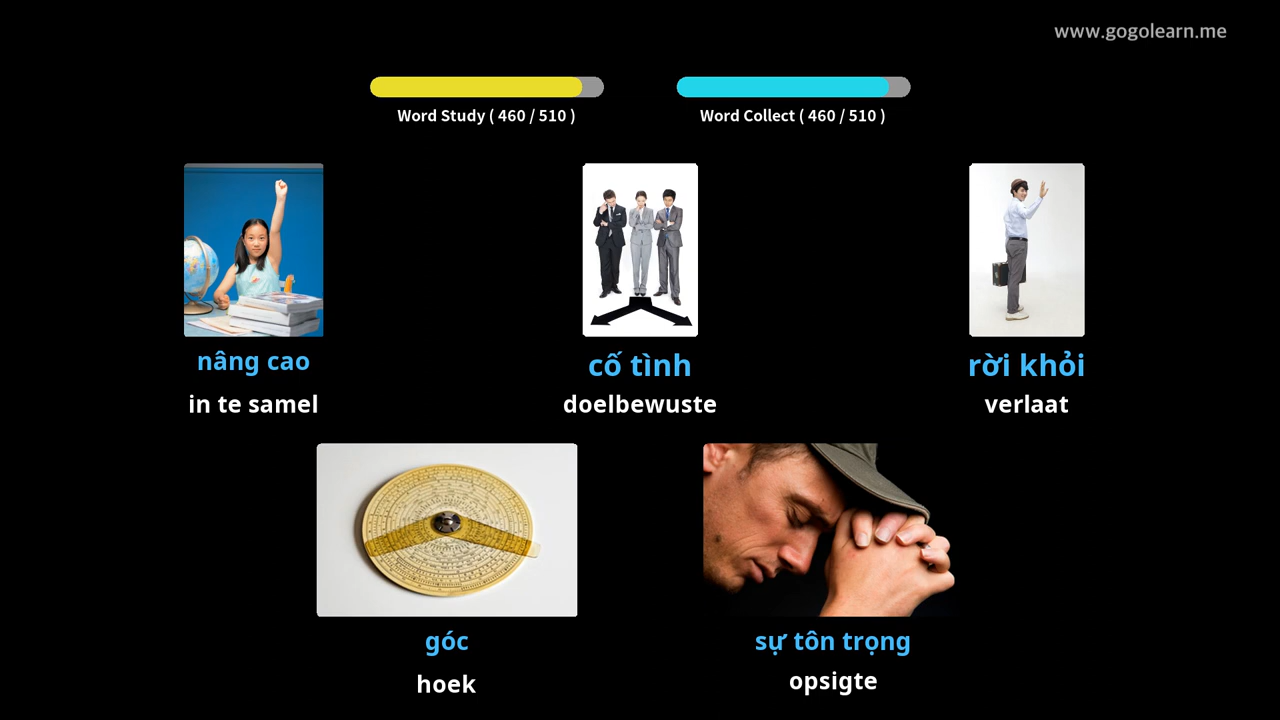 www.gogolearn.me
Word Study ( 460 / 510 )
Word Collect ( 460 / 510 )
nâng cao
in te samel
cố tình
doelbewuste
rời khỏi
verlaat
góc
hoek
sự tôn trọng
opsigte